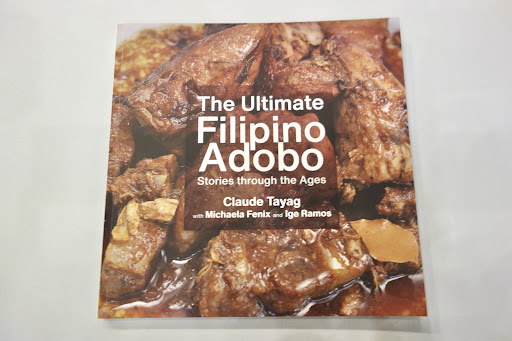 The Ultimate
Filipino
Adobo
Stories through the Ages
Claude Tayag
with Michaela Fenix and Ige Ramos